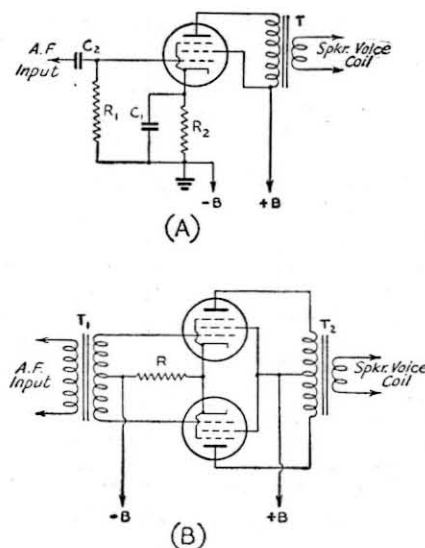 T
A.F.
Input
C2
Spkr. Voice
Coil
R1
C1
R2
-B
+B
(A)
T1
T2
A.F.
Input
R
Spkr. Voice
Coil
-B
+B
(B)